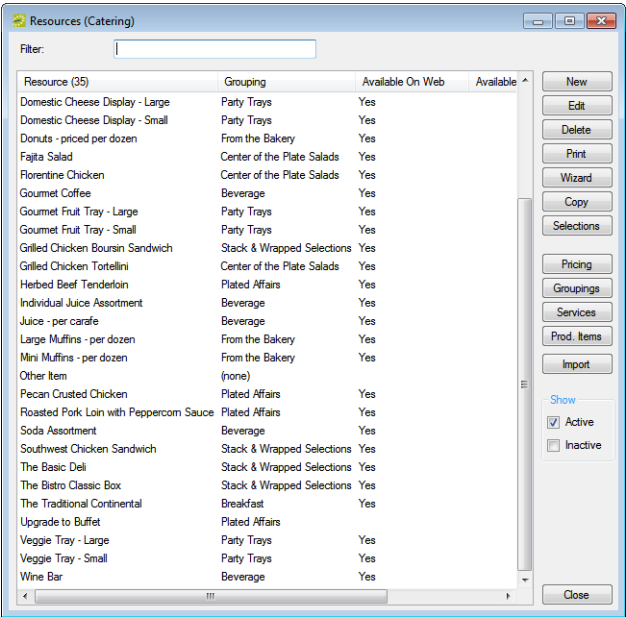 Resources (Catering)
Filter:
Resource (35) Grouping Available On Web Available
Domestic Cheese Display - Large Party Trays Yes
Domestic Cheese Display - Small Party Trays Yes
Donuts - priced per dozen From the Bakery Yes
Fajita Salad Center of the Plate Salads Yes
Florentine Chicken Center of the Plate Salads Yes
Gourmet Coffee Beverage Yes
Gourmet Fruit Tray - Large Party Trays Yes
Gourmet Fruit Tray - Small Party Trays Yes
Grilled Chicken Boursin Sandwich Stack & Wrapped Selections Yes
Grilled Chicken Tortellini Center of the Plate Salads Yes
Herbed Beef Tenderloin Plated Affairs Yes
Individual Juice Assortment Beverage Yes
Juice - per carafe Beverage Yes
Large Muffins - per dozen From the Bakery Yes
Mini Muffins - per dozen From the Bakery Yes
Other Item (none)
Pecan Crusted Chicken Plated Affairs Yes
Roasted Pork Loin with Peppercorn Sauce Plated Affairs Yes
Soda Assortment Beverage Yes
Southwest Chicken Sandwich Stack & Wrapped Selections Yes
The Basic Deli Stack & Wrapped Selections Yes
The Bistro Classic Box Stack & Wrapped Selections Yes
The Traditional Continental Breakfast Yes
Upgrade to Buffet Plated Affairs
Veggie Tray - Large Party Trays Yes
Veggie Tray - Small Party Trays Yes
Wine Bar Beverage Yes
New
Edit
Delete
Print
Wizard
Copy
Selections
Pricing
Groupings
Services
Prod. Items
Import
Show
Active
Inactive
Close